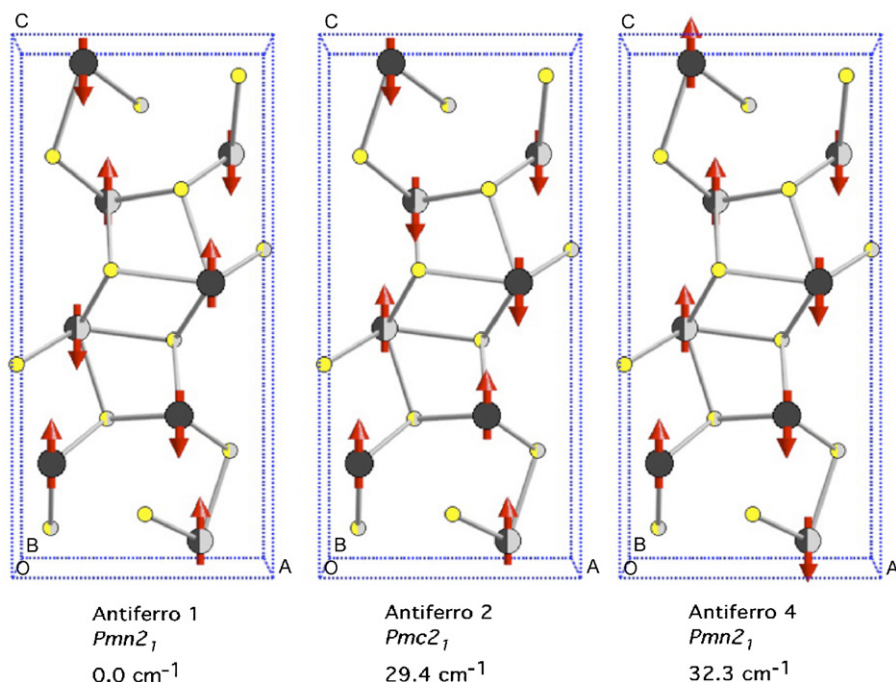 C C C
B B B
O A O A O A
Antiferro 1 Antiferro 2 Antiferro 4
Pmn2₁ Pmc2₁ Pmn2₁
0.0 cm⁻¹ 29.4 cm⁻¹ 32.3 cm⁻¹